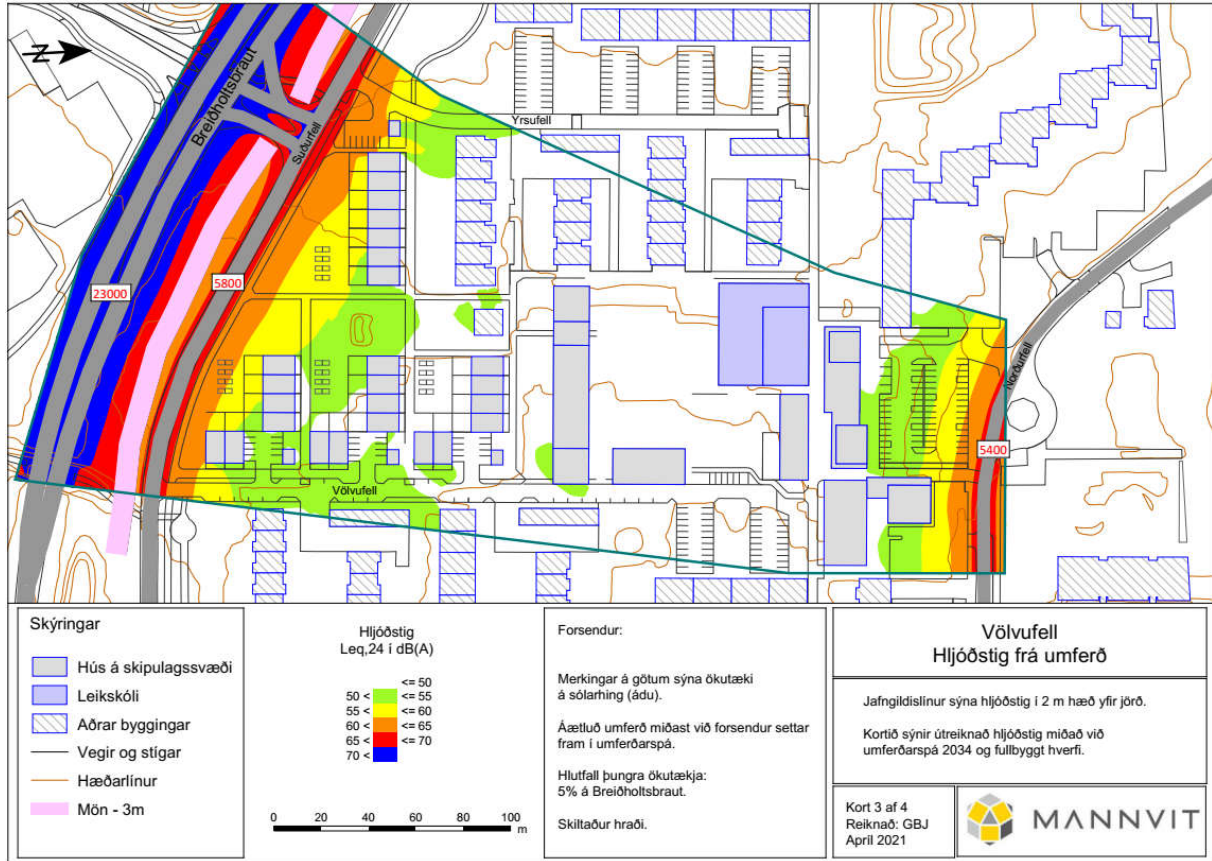 N
Breiðholtsbraut
Suðurfell
Yrsufell
23000
5800
Norðurfell
5400
Völvufell
Skýringar
Hús á skipulagssvæði
Leikskóli
Aðrar byggingar
Vegir og stígar
Hæðarlínur
Mön - 3m
Hljóðstig
Leq,24 í dB(A)
<= 50
50 < <= 55
55 < <= 60
60 < <= 65
65 < <= 70
70 <
0 20 40 60 80 100
m
Forsendur:
Merkingar á götum sýna ökutæki
á sólarhring (ádu).
Áætluð umferð miðast við forsendur settar
fram í umferðarspá.
Hlutfall þungra ökutækja:
5% á Breiðholtsbraut.
Skiltaður hraði.
Völvufell
Hljóðstig frá umferð
Jafngildislínur sýna hljóðstig í 2 m hæð yfir jörð.
Kortið sýnir útreiknað hljóðstig miðað við
umferðarspá 2034 og fullbyggt hverfi.
Kort 3 af 4
Reiknað: GBJ
Apríl 2021
MANNVIT